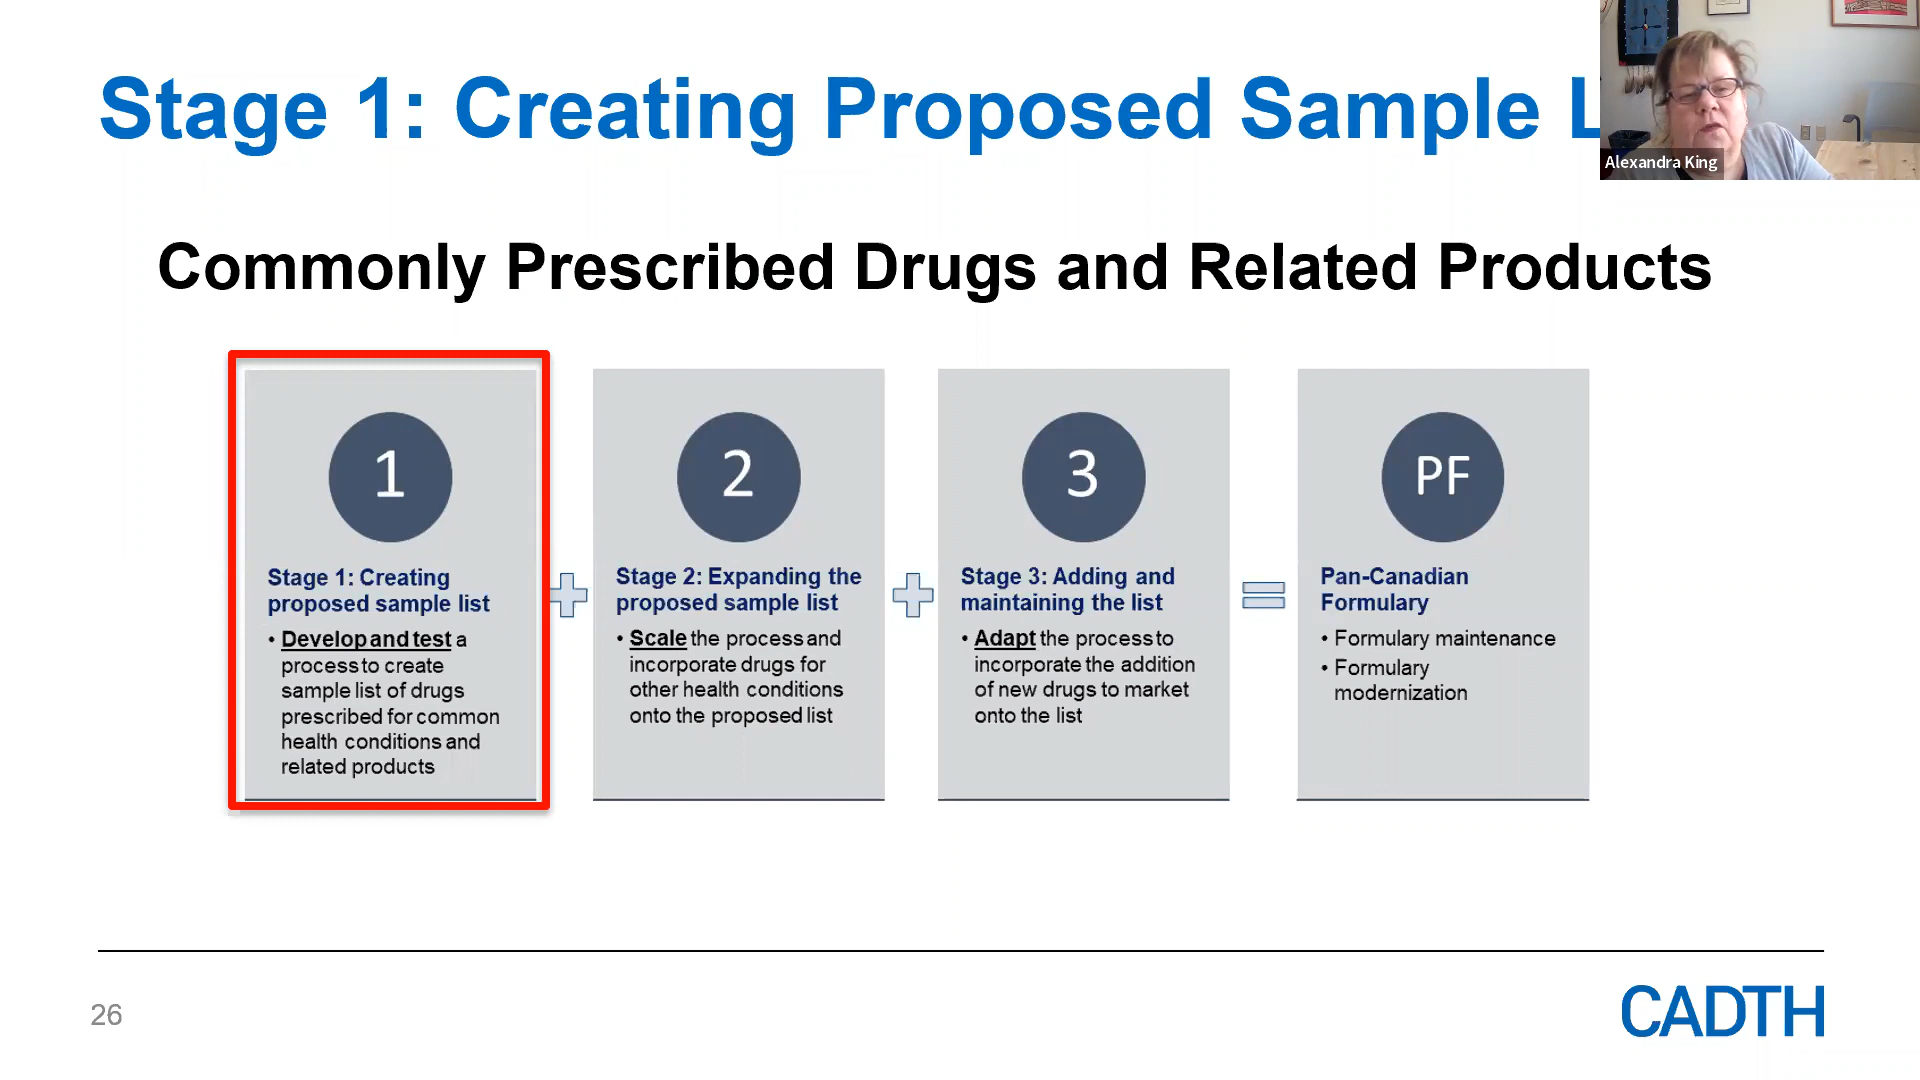 Stage 1: Creating Proposed Sample L
Alexandra King
Commonly Prescribed Drugs and Related Products
1
Stage 1: Creating
proposed sample list
• Develop and test a
process to create
sample list of drugs
prescribed for common
health conditions and
related products
2
Stage 2: Expanding the
proposed sample list
• Scale the process and
incorporate drugs for
other health conditions
onto the proposed list
3
Stage 3: Adding and
maintaining the list
• Adapt the process to
incorporate the addition
of new drugs to market
onto the list
PF
Pan-Canadian
Formulary
• Formulary maintenance
• Formulary
modernization
26
CADTH